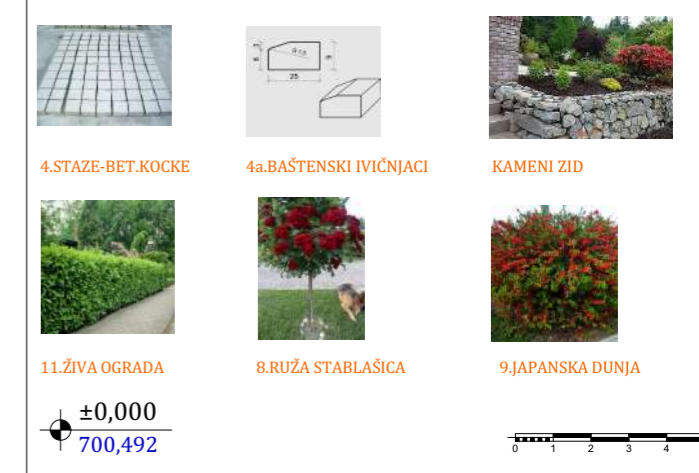 25
4.STAZE-BET.KOCKE
4a.BAŠTENSKI IVIČNJACI
KAMENI ZID
11.ŽIVA OGRADA
8.RUŽA STABLAŠICA
9.JAPANSKA DUNJA
±0,000
700,492
0 1 2 3 4